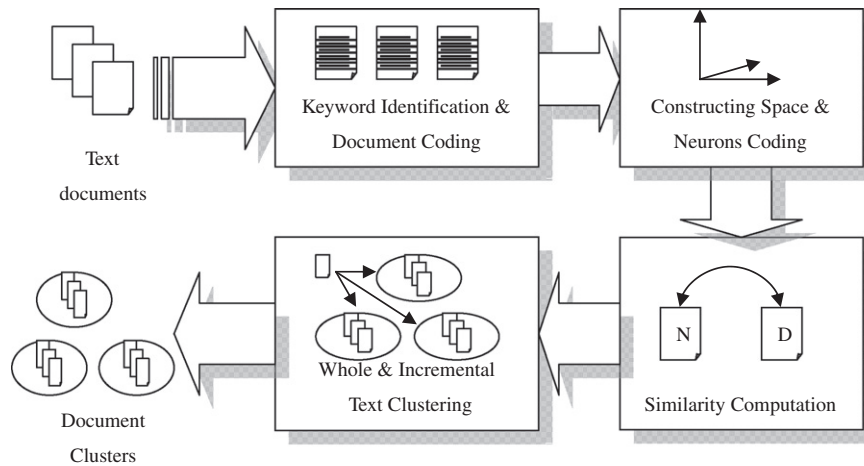 Text
documents
Keyword Identification &
Document Coding
Constructing Space &
Neurons Coding
N
D
Similarity Computation
Whole & Incremental
Text Clustering
Document
Clusters